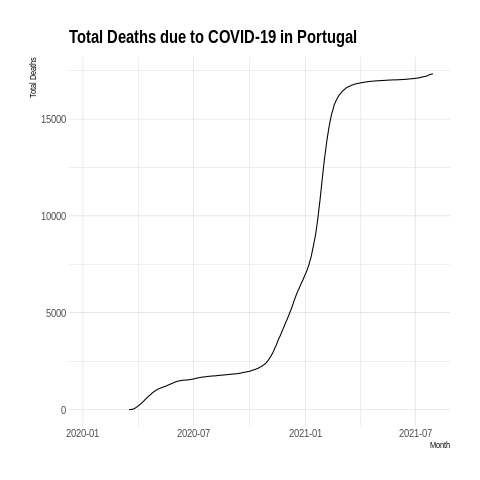 Total Deaths due to COVID-19 in Portugal
Total Deaths
15000
10000
5000
0
2020-01 2020-07 2021-01 2021-07
Month